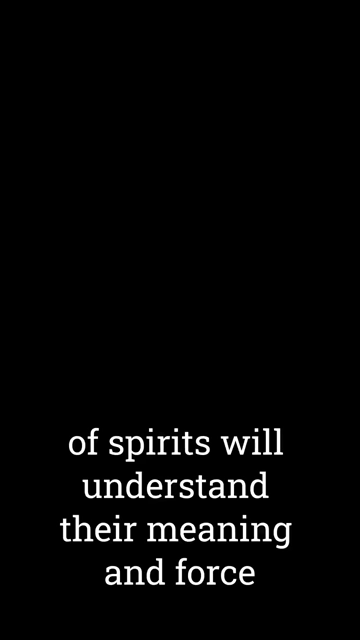 of spirits will
understand
their meaning
and force